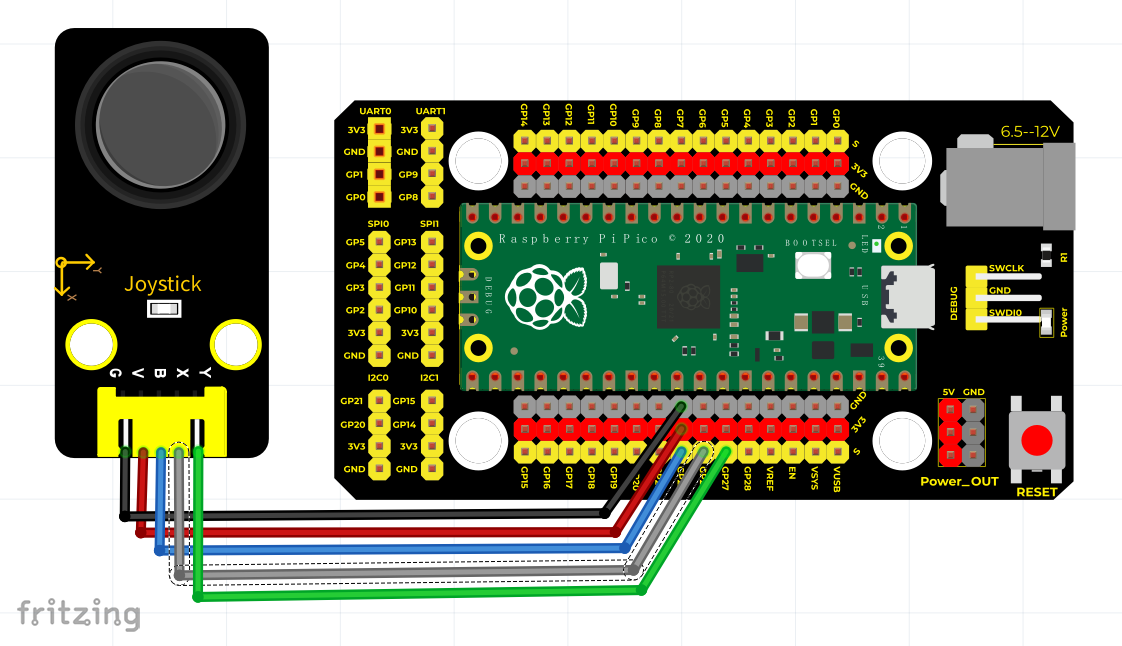 Y
X
Joystick
G V B X Y
UART0 UART1
3V3 3V3
GND GND
GP1 GP9
GP0 GP8
SPI0 SPI1
GP5 GP13
GP4 GP12
GP3 GP11
GP2 GP10
3V3 3V3
GND GND
I2C0 I2C1
GP21 GP15
GP20 GP14
3V3 3V3
GND GND
GP14 GP13 GP12 GP11 GP10 GP9 GP8 GP7 GP6 GP5 GP4 GP3 GP2 GP1 GP0
S
3V3
GND
6.5--12V
Raspberry Pi Pico © 2020
BOOTSEL
LED
2
1
DEBUG
USB
39
DEBUG
SWCLK
GND
SWDI0
R1
Power
GND
3V3
S
GP15 GP16 GP17 GP18 GP19 GP27 GP28 VREF EN VSYS VUSB
5V GND
Power_OUT
RESET
fritzing